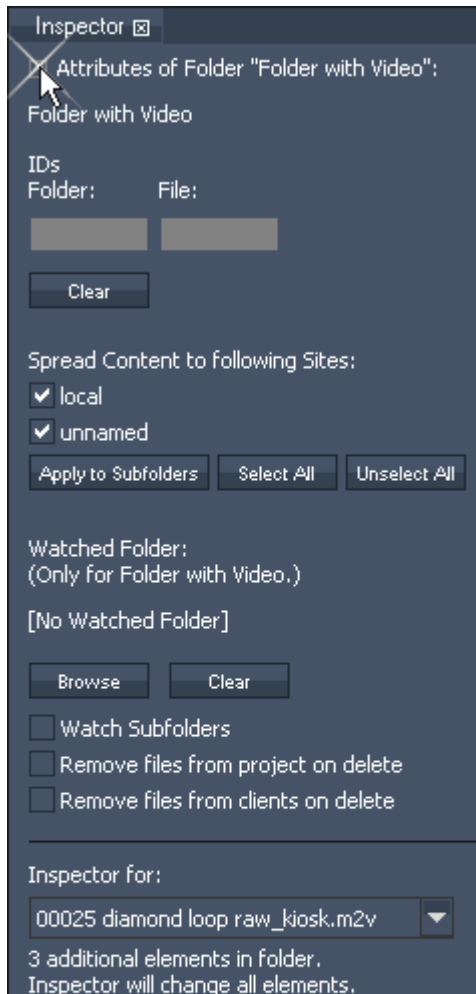 Inspector
Attributes of Folder "Folder with Video":
Folder with Video
IDs
Folder: File:
Clear
Spread Content to following Sites:
local
unnamed
Apply to Subfolders Select All Unselect All
Watched Folder:
(Only for Folder with Video.)
[No Watched Folder]
Browse Clear
Watch Subfolders
Remove files from project on delete
Remove files from clients on delete
Inspector for:
00025 diamond loop raw_kiosk.m2v
3 additional elements in folder.
Inspector will change all elements.